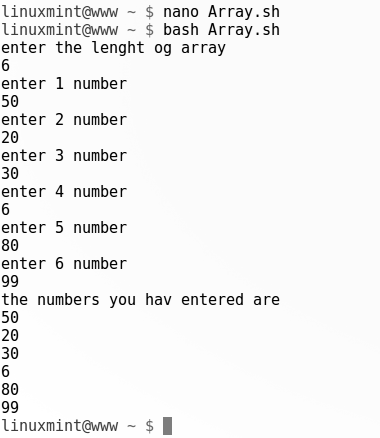 linuxmint@www ~ $ nano Array.sh
linuxmint@www ~ $ bash Array.sh
enter the lenght og array
6
enter 1 number
50
enter 2 number
20
enter 3 number
30
enter 4 number
6
enter 5 number
80
enter 6 number
99
the numbers you hav entered are
50
20
30
6
80
99
linuxmint@www ~ $